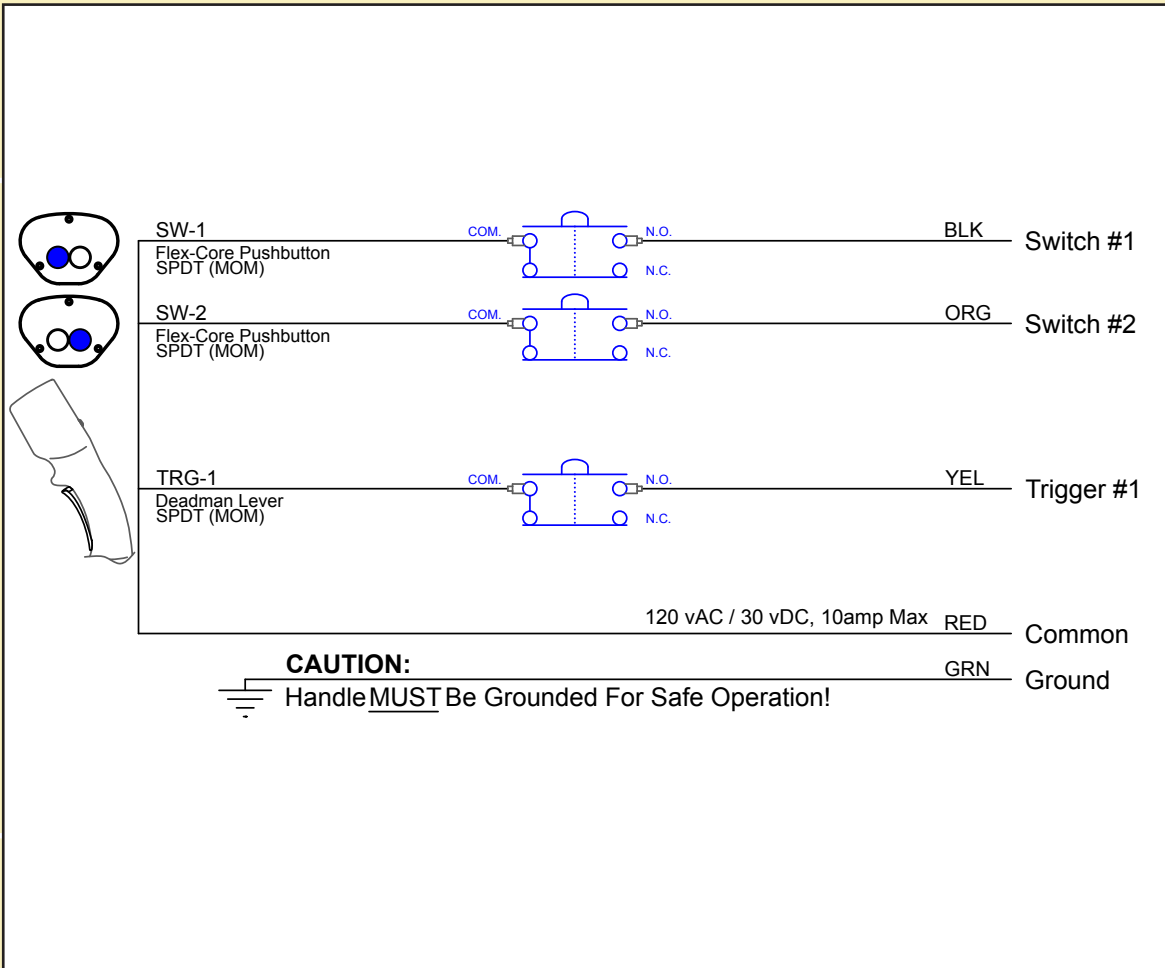 SW-1
COM.
N.O.
BLK
Switch #1
Flex-Core Pushbutton
SPDT (MOM)
N.C.
SW-2
COM.
N.O.
ORG
Switch #2
Flex-Core Pushbutton
SPDT (MOM)
N.C.
TRG-1
COM.
N.O.
YEL
Trigger #1
Deadman Lever
SPDT (MOM)
N.C.
120 vAC / 30 vDC, 10amp Max
RED
Common
CAUTION:
GRN
Ground
Handle MUST Be Grounded For Safe Operation!